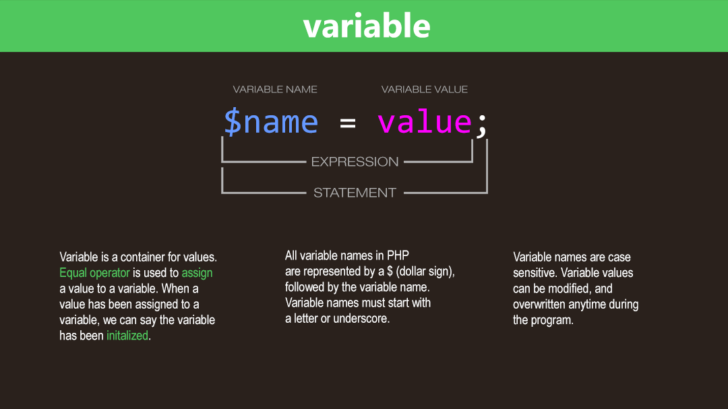 variable
VARIABLE NAME VARIABLE VALUE
$name = value;
EXPRESSION
STATEMENT
Variable is a container for values.
Equal operator is used to assign
a value to a variable. When a
value has been assigned to a
variable, we can say the variable
has been initalized.
All variable names in PHP
are represented by a $ (dollar sign),
followed by the variable name.
Variable names must start with
a letter or underscore.
Variable names are case
sensitive. Variable values
can be modified, and
overwritten anytime during
the program.